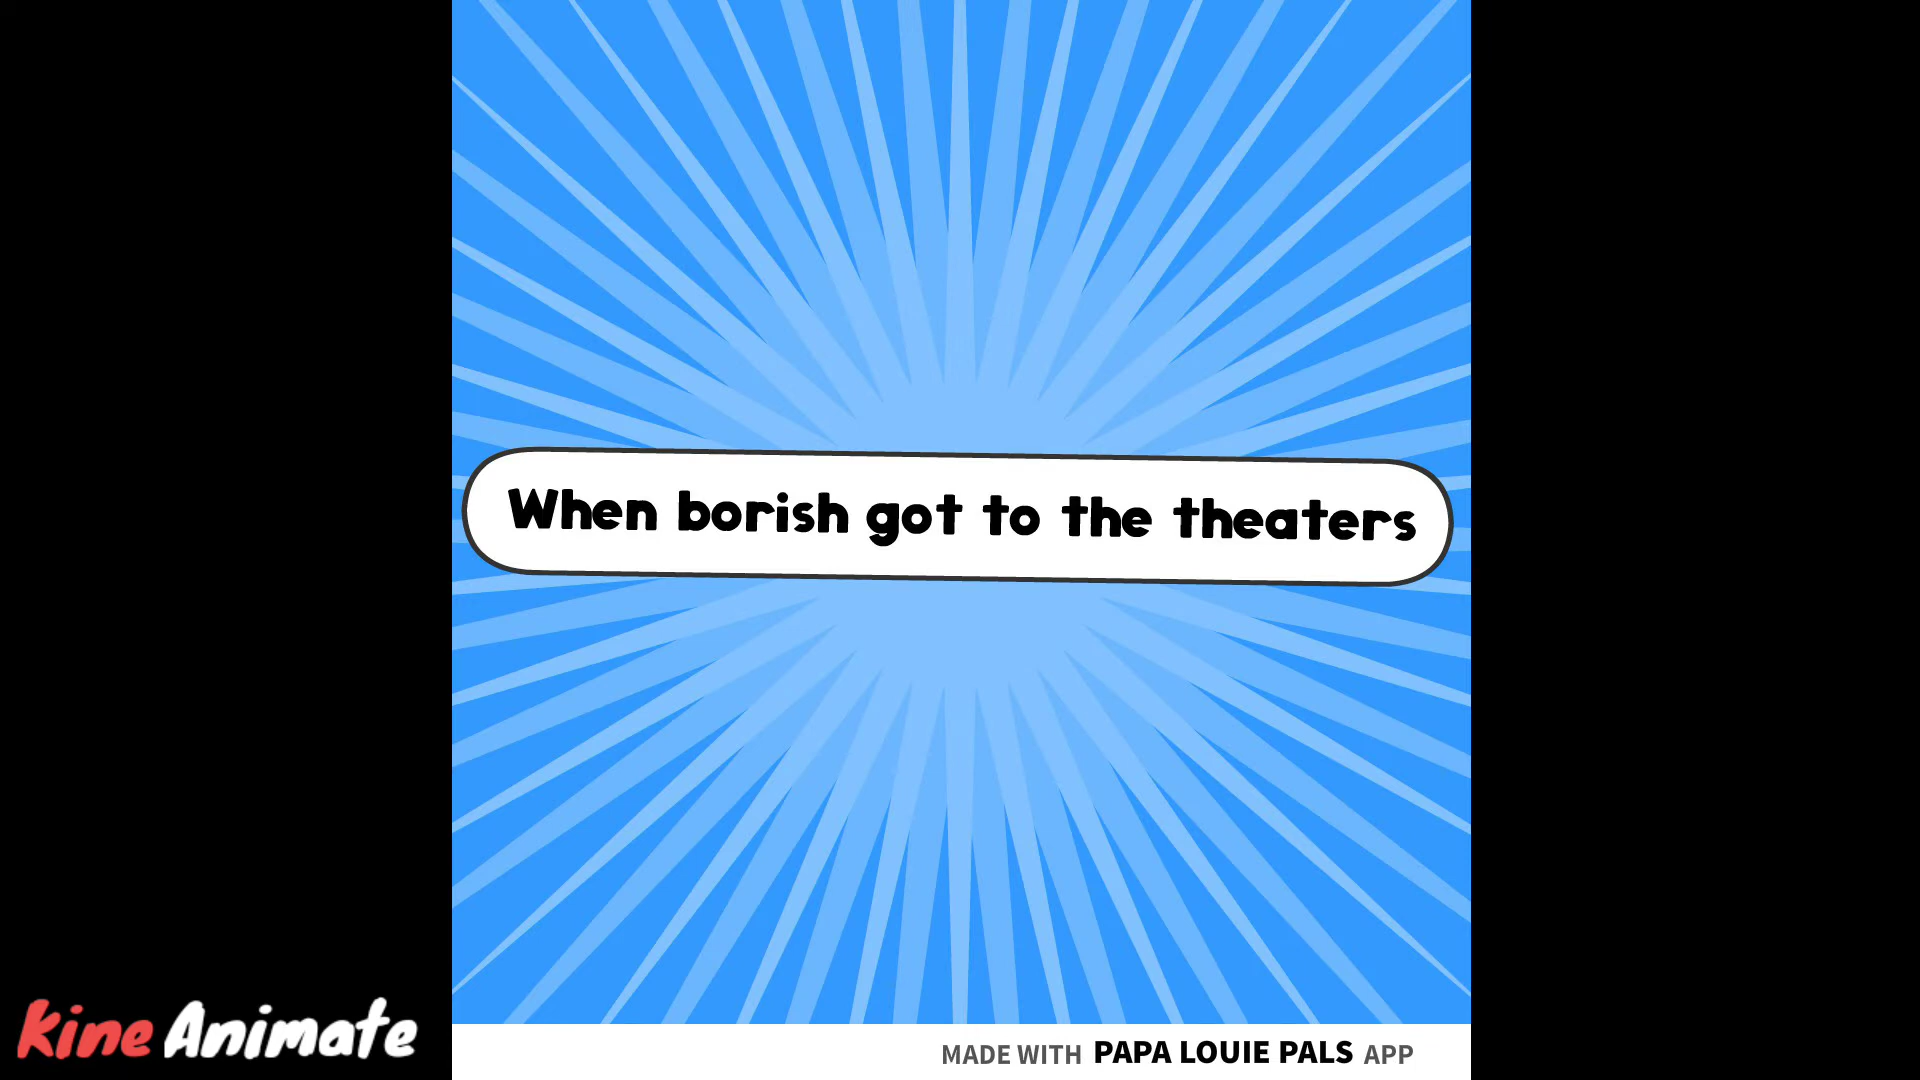 When borish got to the theaters
Kine Animate
MADE WITH PAPA LOUIE PALS APP